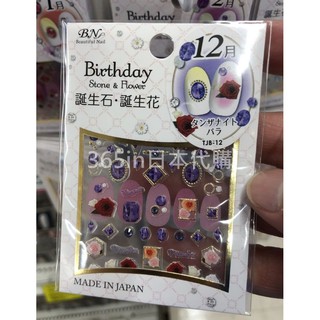 BN
Beautiful Nail
12月
Birthday
Stone & Flower
誕生石・誕生花
タンザナイト
バラ
TJB-12
365jn日本代購
MADE IN JAPAN